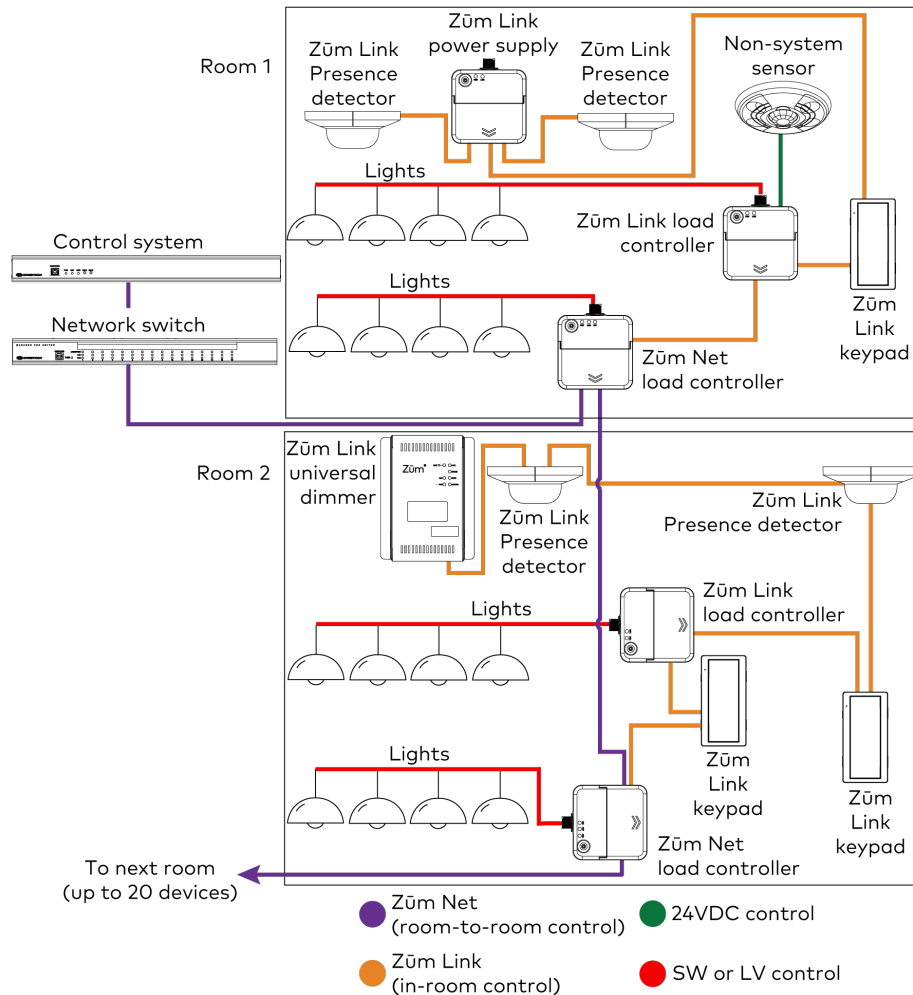 Room 1
Zūm Link
Presence
detector
Zūm Link
power supply
Zūm Link
Presence
detector
Non-system
sensor
Lights
Zūm Link load
controller
Control system
Lights
Network switch
Zūm Net
load controller
Zūm
Link
keypad
Room 2
Zūm Link
universal
dimmer
Zūm
Zūm Link
Presence
detector
Zūm Link
Presence detector
Zūm Link
load controller
Lights
Lights
Zūm
Link
keypad
Zūm
Link
keypad
Zūm Net
load controller
To next room
(up to 20 devices)
Zūm Net
(room-to-room control)
24VDC control
Zūm Link
(in-room control)
SW or LV control